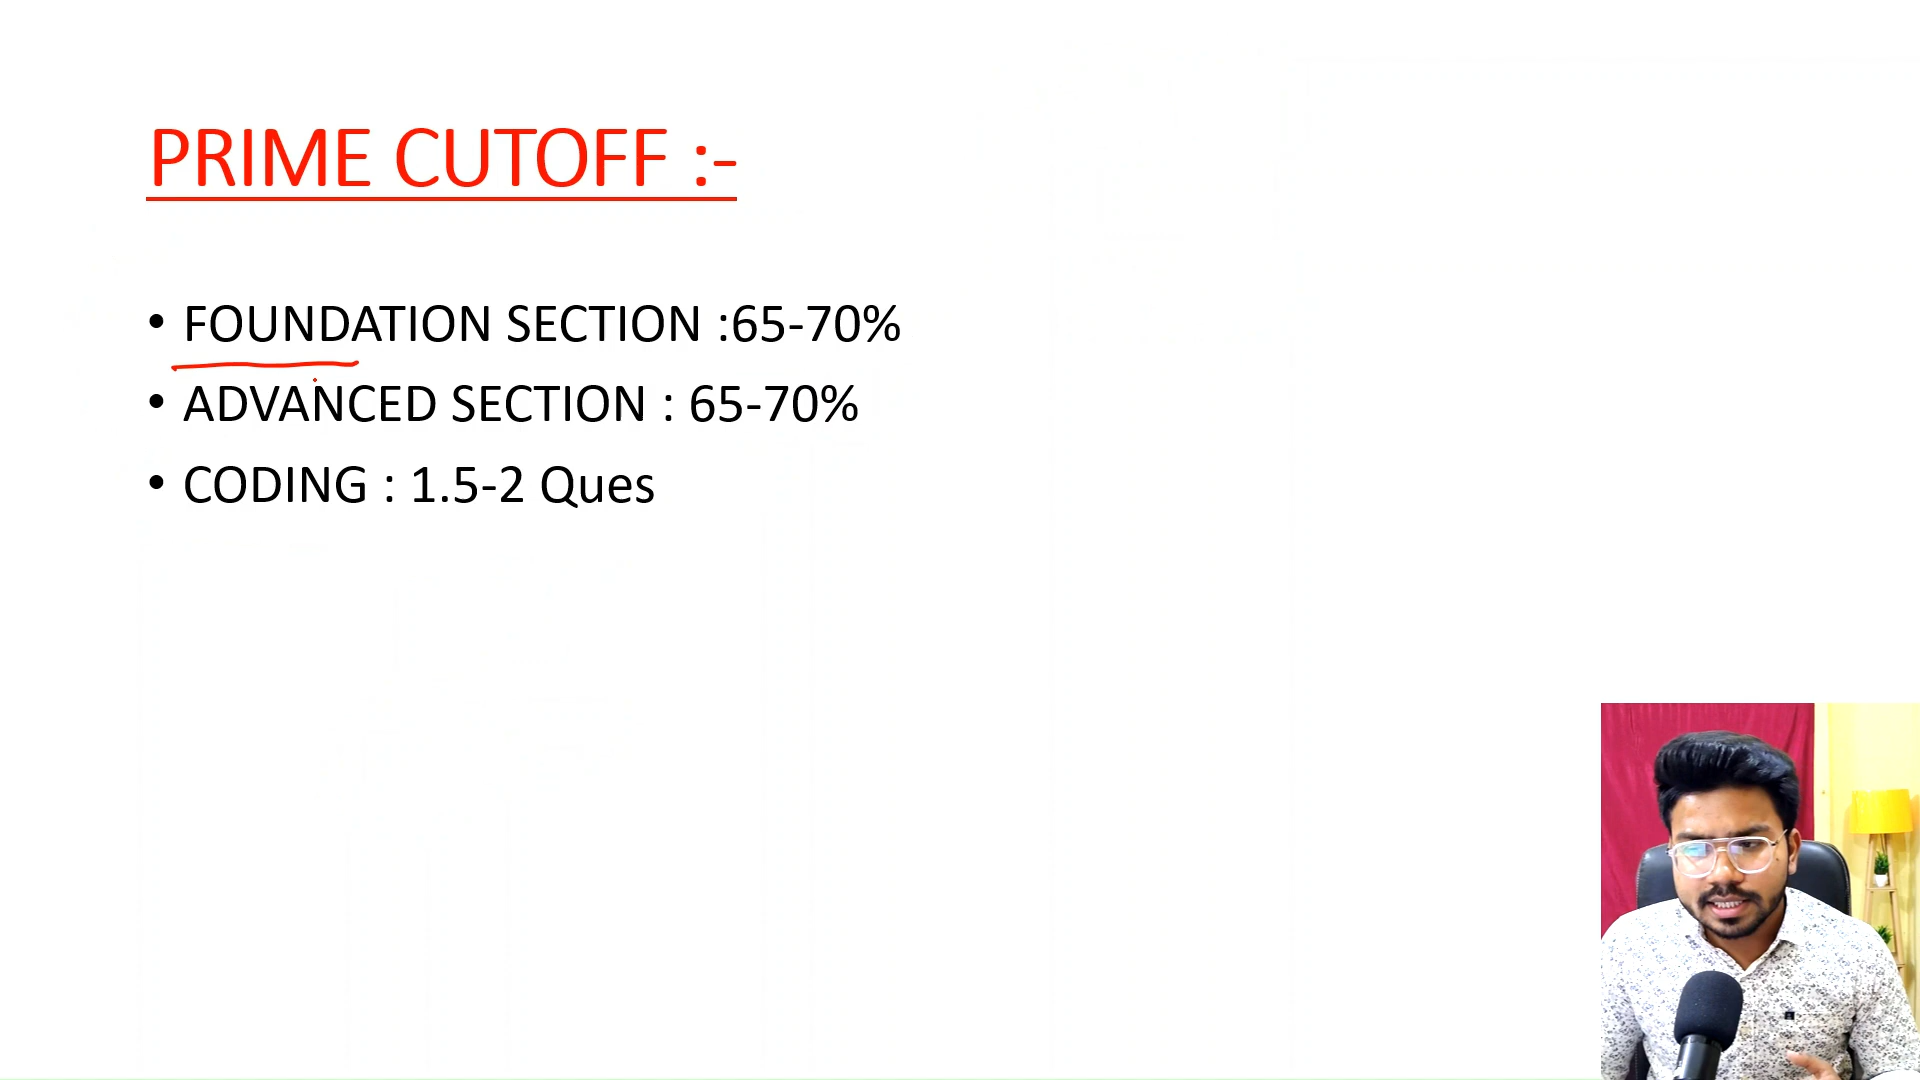 PRIME CUTOFF :-
• FOUNDATION SECTION :65-70%
• ADVANCED SECTION : 65-70%
• CODING : 1.5-2 Ques